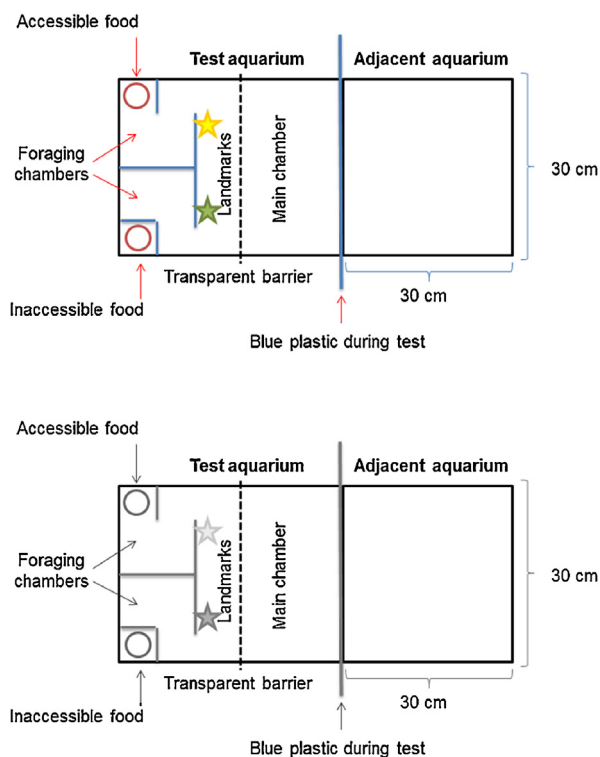 Accessible food
Test aquarium
Adjacent aquarium
Foraging
chambers
Landmarks
Main chamber
30 cm
Transparent barrier
Inaccessible food
30 cm
Blue plastic during test
Accessible food
Test aquarium
Adjacent aquarium
Foraging
chambers
Landmarks
Main chamber
30 cm
Transparent barrier
Inaccessible food
30 cm
Blue plastic during test